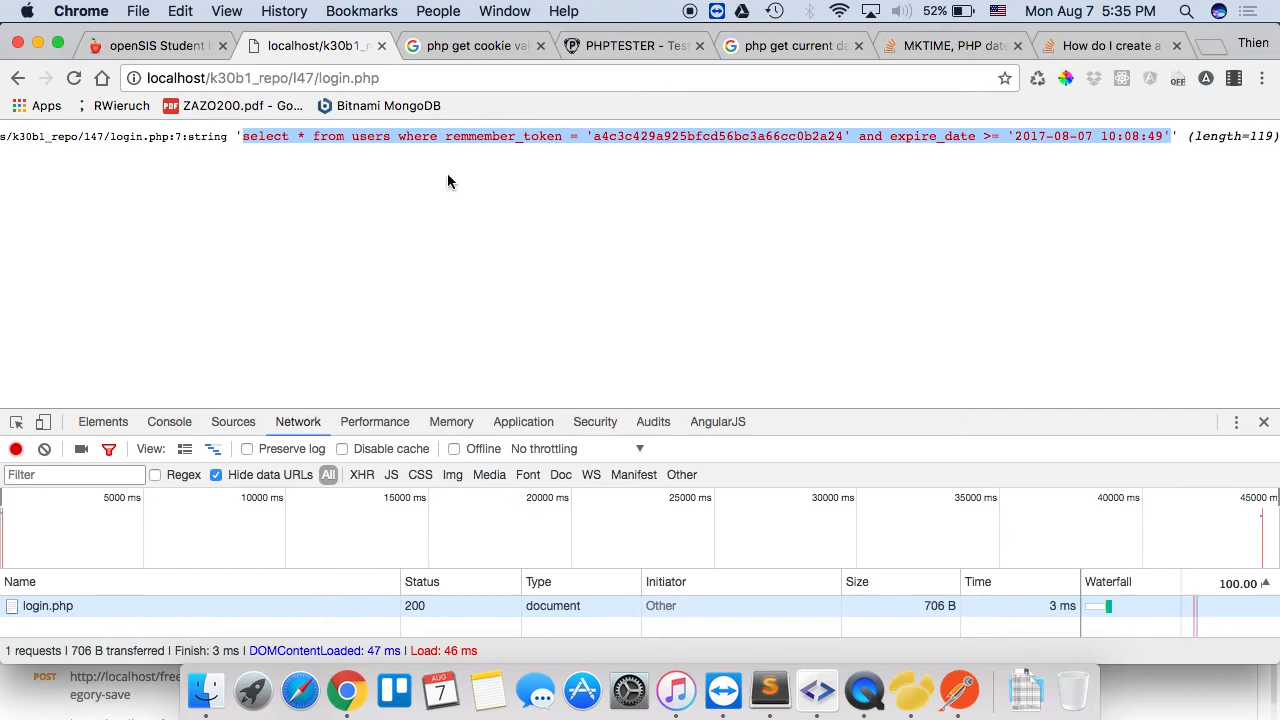 Chrome File Edit View History Bookmarks People Window Help 52% Mon Aug 7 5:35 PM
openSIS Student localhost/k30b1_r php get cookie va PHPTESTER - Tes php get current da MKTIME, PHP dat How do I create a Thien
localhost/k30b1_repo/l47/login.php OFF
Apps RWieruch ZAZO200.pdf - Go... Bitnami MongoDB
s/k30b1_repo/l47/login.php:7:string 'select * from users where remmember_token = 'a4c3c429a925bfcd56bc3a66cc0b2a24' and expire_date >= '2017-08-07 10:08:49'' (length=119)
Elements Console Sources Network Performance Memory Application Security Audits AngularJS
View: Preserve log Disable cache Offline No throttling
Filter Regex Hide data URLs All XHR JS CSS Img Media Font Doc WS Manifest Other
5000 ms 10000 ms 15000 ms 20000 ms 25000 ms 30000 ms 35000 ms 40000 ms 45000 ms
Name Status Type Initiator Size Time Waterfall 100.00
login.php 200 document Other 706 B 3 ms
1 requests | 706 B transferred | Finish: 3 ms | DOMContentLoaded: 47 ms | Load: 46 ms
POST http://localhost/free
egory-save
AUG
7